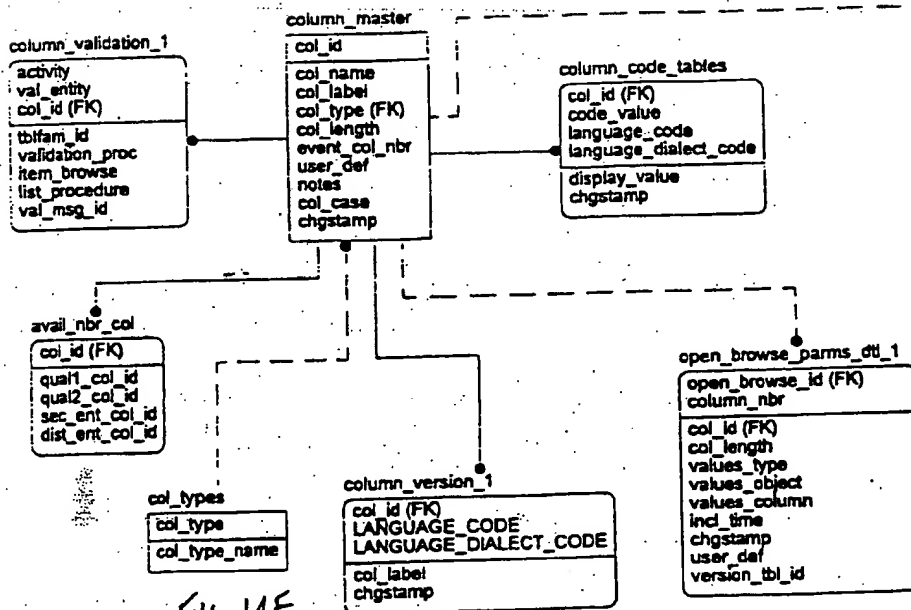 column_validation_1
activity
val_entity
col_id (FK)
tblfam_id
validation_proc
item_browse
list_procedure
val_msg_id
column_master
col_id
col_name
col_label
col_type (FK)
col_length
event_col_nbr
user_def
notes
col_case
chgstamp
column_code_tables
col_id (FK)
code_value
language_code
language_dialect_code
display_value
chgstamp
avail_nbr_col
col_id (FK)
qual1_col_id
qual2_col_id
sec_ent_col_id
dist_ent_col_id
col_types
col_type
col_type_name
column_version_1
col_id (FK)
LANGUAGE_CODE
LANGUAGE_DIALECT_CODE
col_label
chgstamp
open_browse_parms_dtl_1
open_browse_id (FK)
column_nbr
col_id (FK)
col_length
values_type
values_object
values_column
incl_time
chgstamp
user_def
version_tbl_id